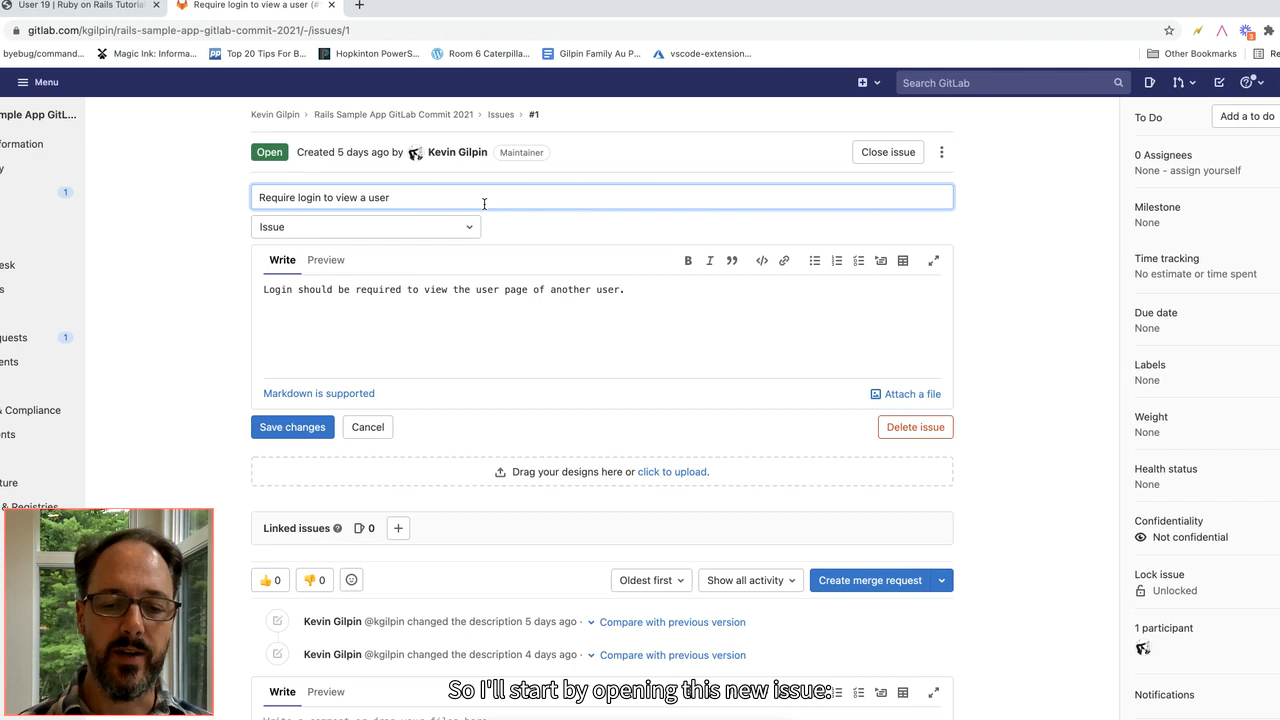 User 19 | Ruby on Rails Tutorial
Require login to view a user (#
gitlab.com/kgilpin/rails-sample-app-gitlab-commit-2021/-/issues/1
byebug/command...
Magic Ink: Informa...
Top 20 Tips For B...
Hopkinton PowerS...
Room 6 Caterpilla...
Gilpin Family Au P...
vscode-extension...
Other Bookmarks
Menu
Search GitLab
mple App GitL...
Kevin Gilpin
Rails Sample App GitLab Commit 2021
Issues
#1
To Do
Add a to do
ormation
Open
Created 5 days ago by
Kevin Gilpin
Maintainer
Close issue
0 Assignees
None - assign yourself
1
Require login to view a user
Issue
Milestone
None
Write
Preview
Time tracking
No estimate or time spent
esk
Login should be required to view the user page of another user.
Due date
None
quests
1
Labels
None
Markdown is supported
Attach a file
& Compliance
Weight
None
Save changes
Cancel
Delete issue
Drag your designs here or click to upload.
Health status
None
Linked issues
0
Confidentiality
Not confidential
& Registries
👍 0
👎 0
Oldest first
Show all activity
Create merge request
Lock issue
Unlocked
Kevin Gilpin @kgilpin changed the description 5 days ago ·
Compare with previous version
1 participant
Kevin Gilpin @kgilpin changed the description 4 days ago ·
Compare with previous version
Write
Preview
Notifications
So I'll start by opening this new issue: